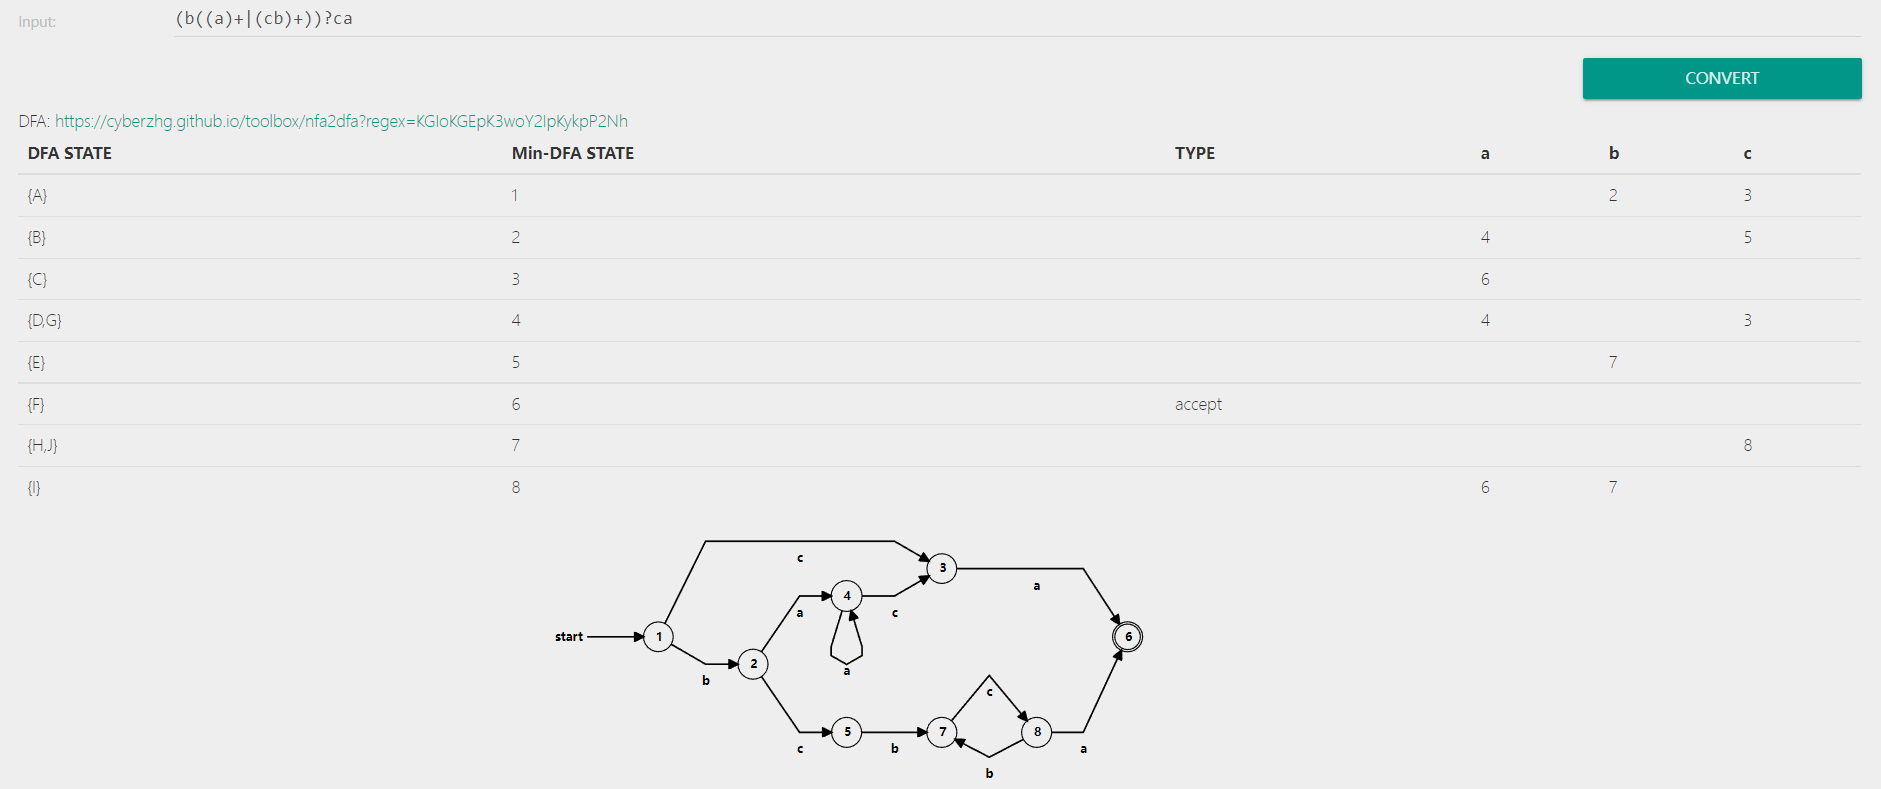 Input: (b((a)+|(cb)+))?ca
CONVERT
DFA: https://cyberzhg.github.io/toolbox/nfa2dfa?regex=KGIoKGEpK3woY2IpKykpP2Nh
DFA STATE Min-DFA STATE TYPE a b c
{A} 1 2 3
{B} 2 4 5
{C} 3 6
{D,G} 4 4 3
{E} 5 7
{F} 6 accept
{H,J} 7 8
{I} 8 6 7
c
3
a
4
a
c
start
1
6
2
a
b
c
5
b
7
c
8
a
b